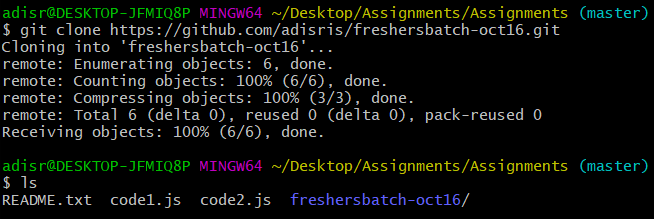 adisr@DESKTOP-JFMIQ8P MINGW64 ~/Desktop/Assignments/Assignments (master)
$ git clone https://github.com/adisris/freshersbatch-oct16.git
Cloning into 'freshersbatch-oct16'...
remote: Enumerating objects: 6, done.
remote: Counting objects: 100% (6/6), done.
remote: Compressing objects: 100% (3/3), done.
remote: Total 6 (delta 0), reused 0 (delta 0), pack-reused 0
Receiving objects: 100% (6/6), done.
adisr@DESKTOP-JFMIQ8P MINGW64 ~/Desktop/Assignments/Assignments (master)
$ ls
README.txt  code1.js  code2.js  freshersbatch-oct16/